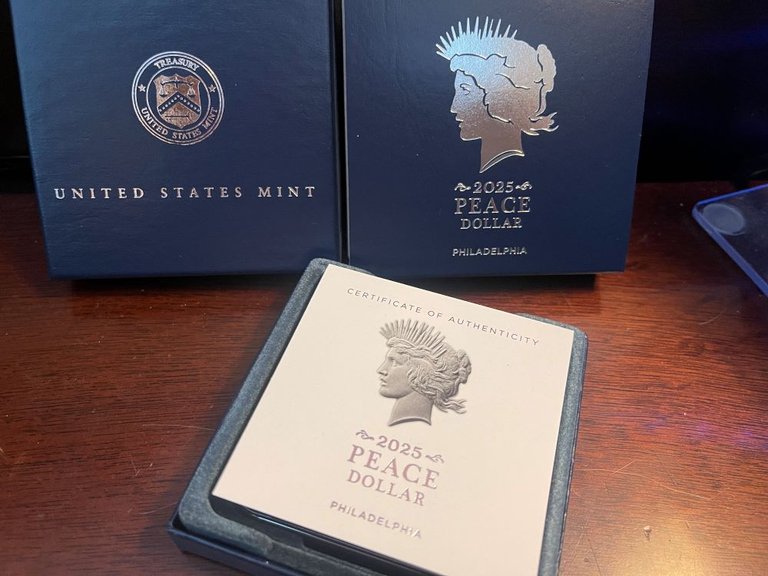 TREASURY
UNITED STATES MINT
UNITED STATES MINT
2025
PEACE
DOLLAR
PHILADELPHIA
CERTIFICATE OF AUTHENTICITY
2025
PEACE
DOLLAR
PHILADELPHIA